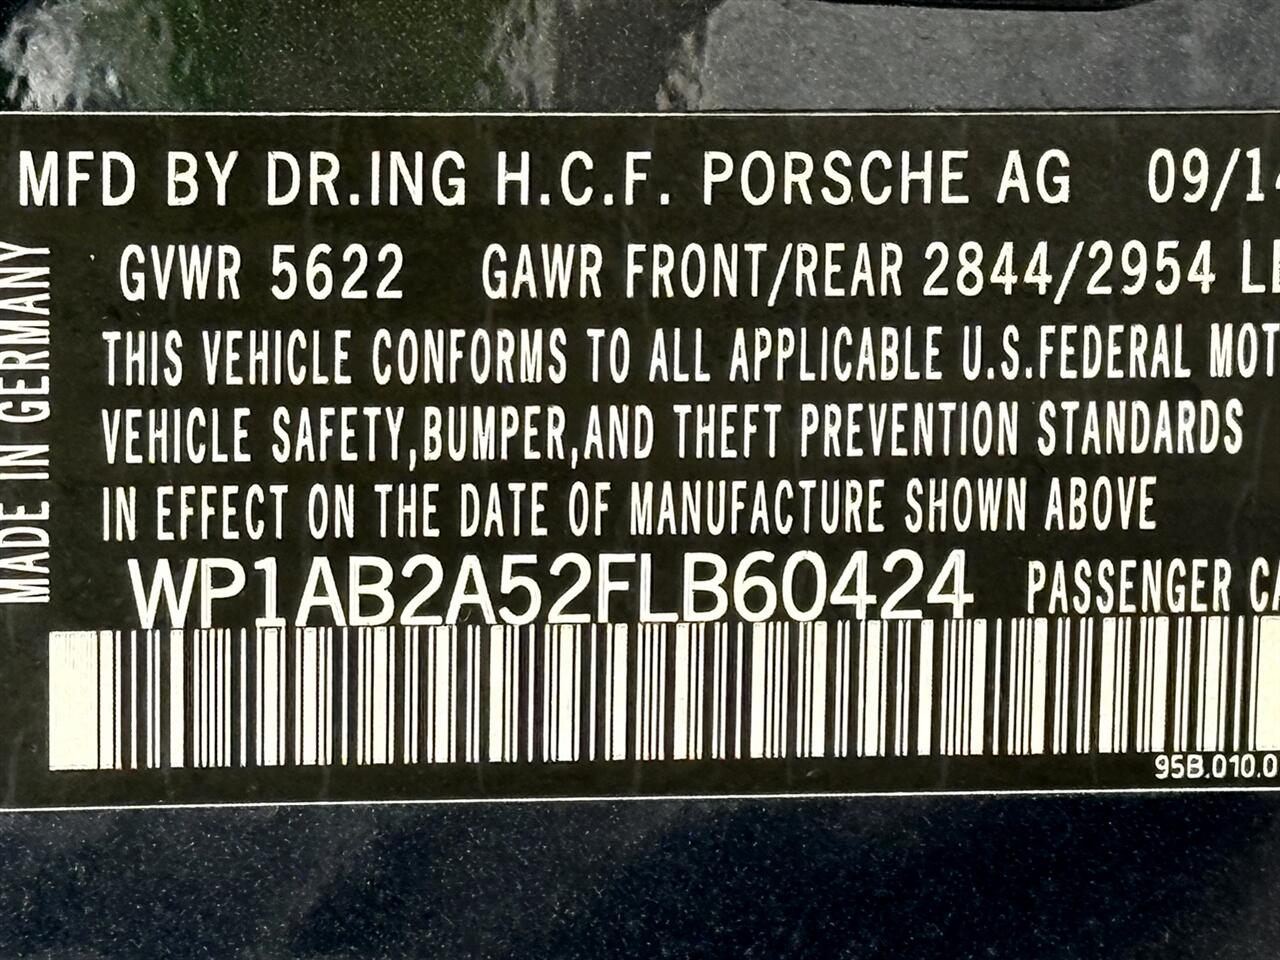 MFD BY DR.ING H.C.F. PORSCHE AG 09/14
GVWR 5622 GAWR FRONT/REAR 2844/2954
MADE IN GERMANY
THIS VEHICLE CONFORMS TO ALL APPLICABLE U.S.FEDERAL MOT
VEHICLE SAFETY,BUMPER,AND THEFT PREVENTION STANDARDS
IN EFFECT ON THE DATE OF MANUFACTURE SHOWN ABOVE
WP1AB2A52FLB60424 PASSENGER CA
95B.010.0